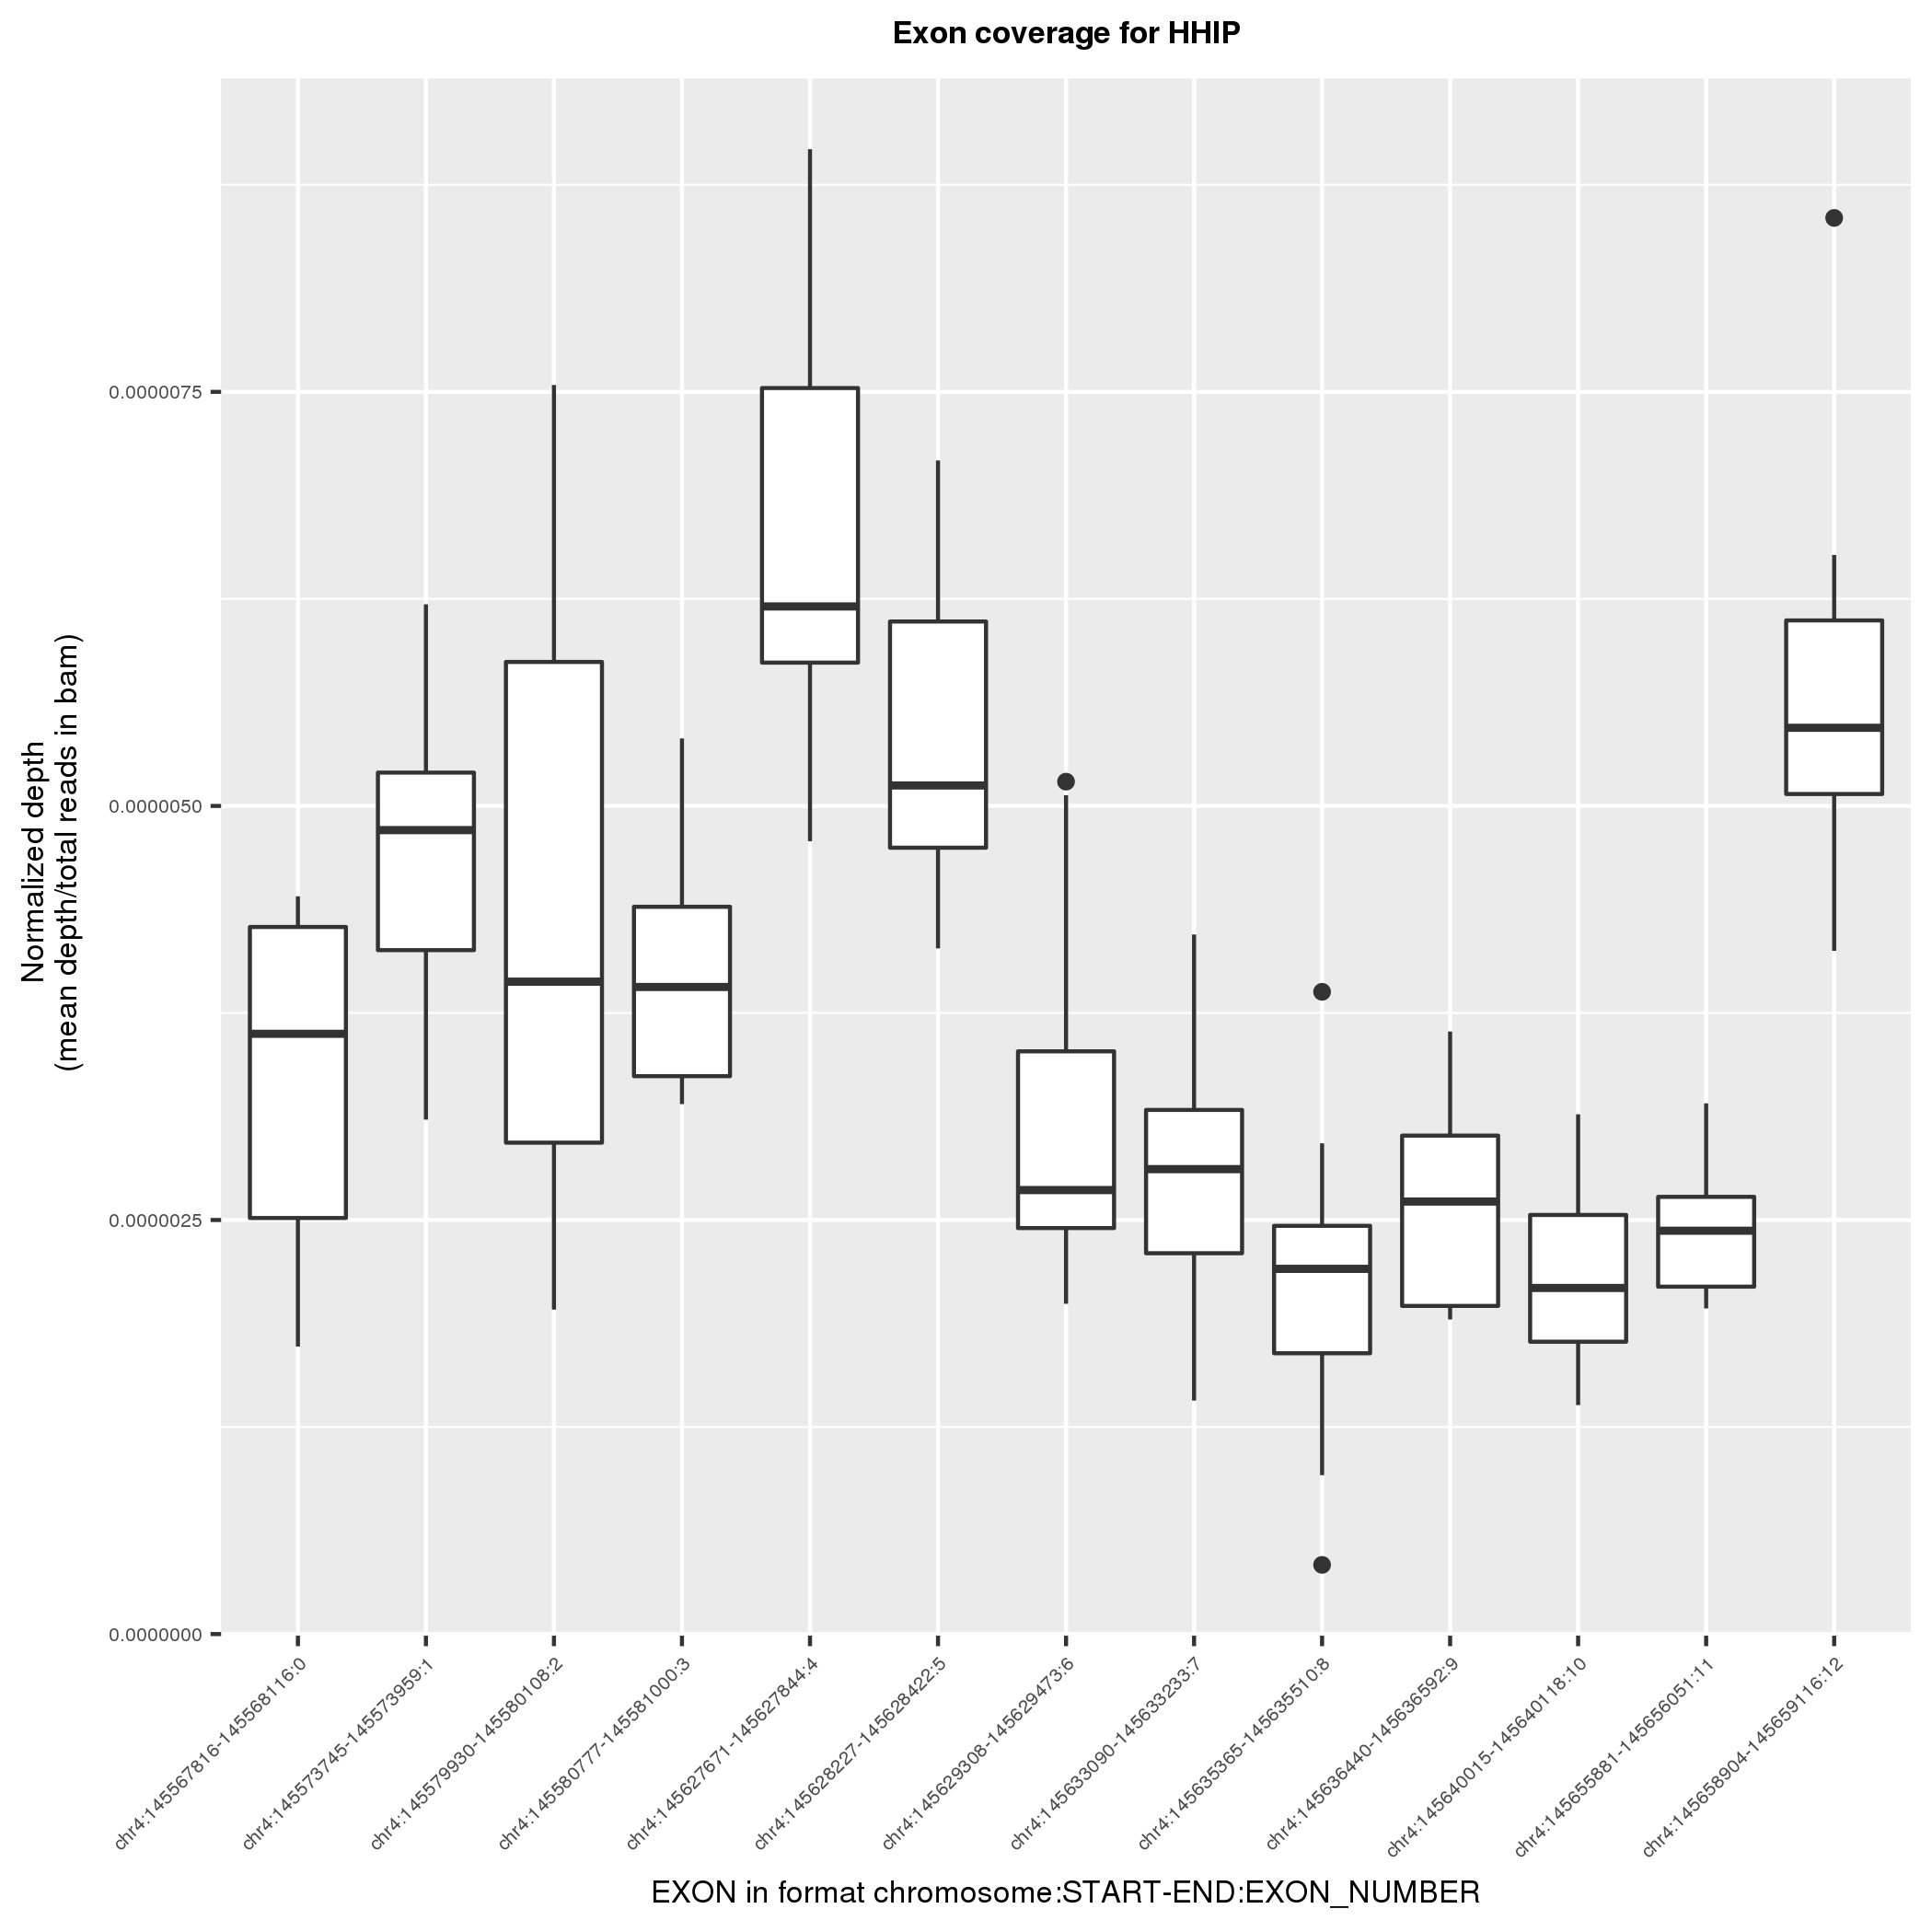 Exon coverage for HHIP
Normalized depth
(mean depth/total reads in bam)
0.0000075
0.0000050
0.0000025
0.0000000
chr4:145567816-145568116:0
chr4:145573745-145573959:1
chr4:145579930-145580108:2
chr4:145580777-145581000:3
chr4:145627671-145627844:4
chr4:145628227-145628422:5
chr4:145629308-145629473:6
chr4:145633090-145633233:7
chr4:145635365-145635510:8
chr4:145636440-145636592:9
chr4:145640015-145640118:10
chr4:145655881-145656051:11
chr4:145658904-145659116:12
EXON in format chromosome:START-END:EXON_NUMBER